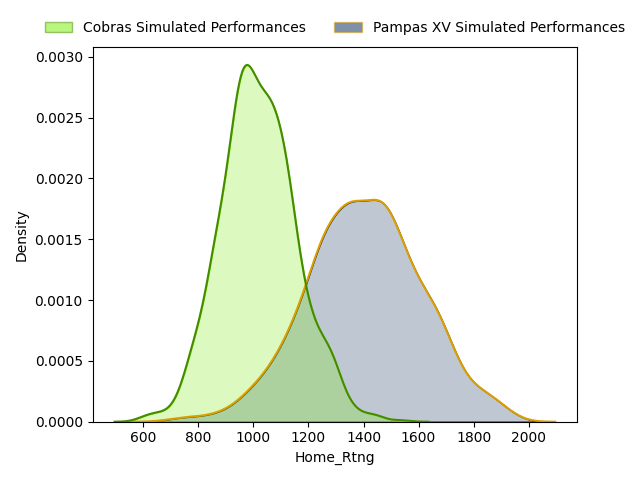 Cobras Simulated Performances
Pampas XV Simulated Performances
0.0030
0.0025
0.0020
0.0015
0.0010
0.0005
0.0000
Density
600 800 1000 1200 1400 1600 1800 2000
Home_Rtng